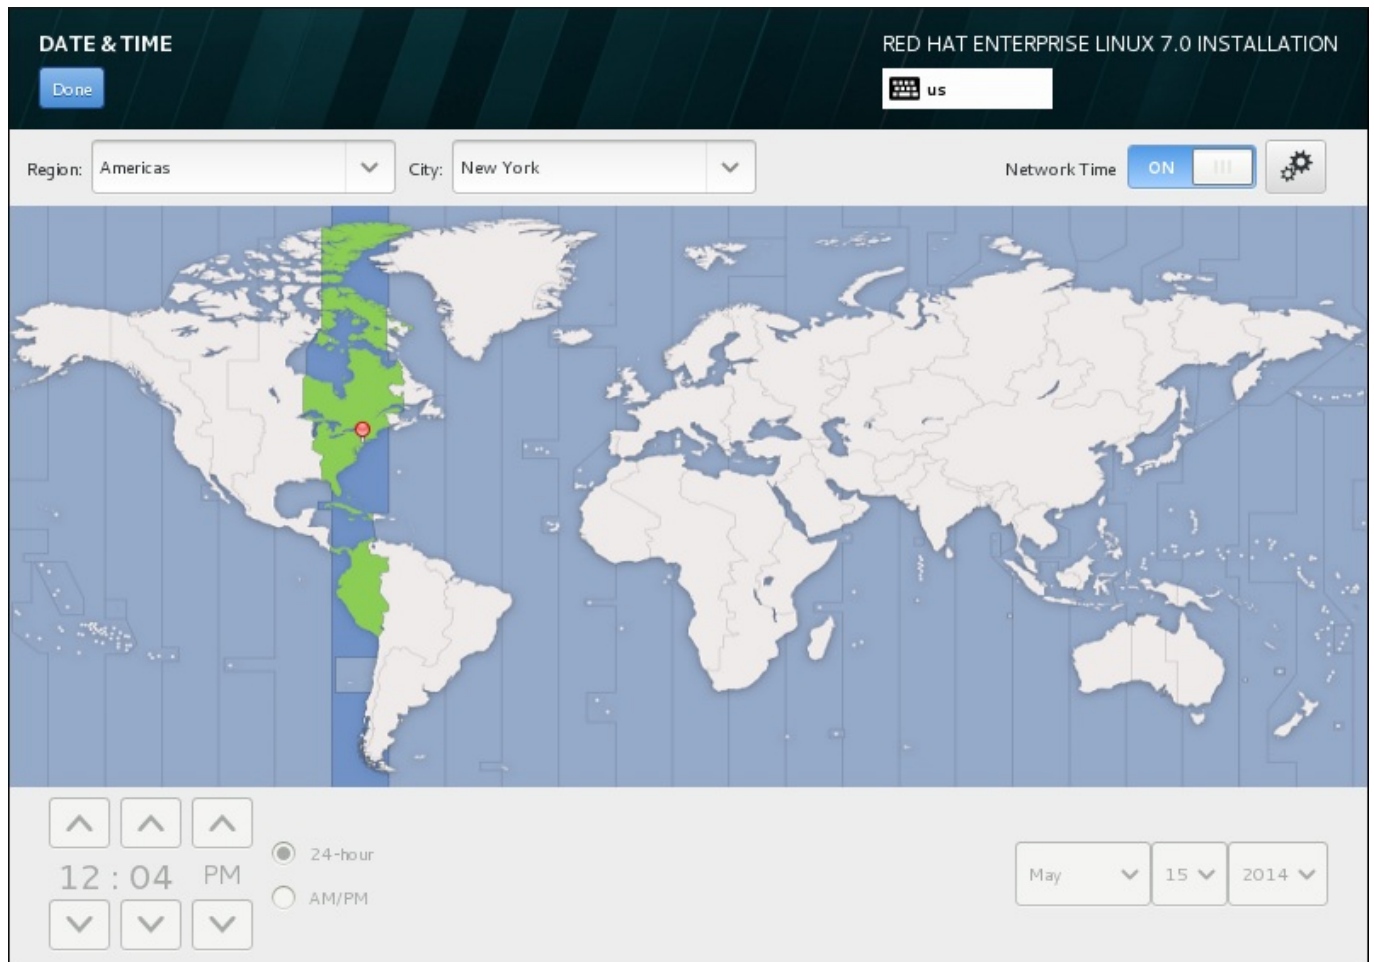 DATE & TIME
RED HAT ENTERPRISE LINUX 7.0 INSTALLATION
Done
us
Region: Americas City: New York Network Time ON
24-hour
12 : 04 PM
May 15 2014
AM/PM